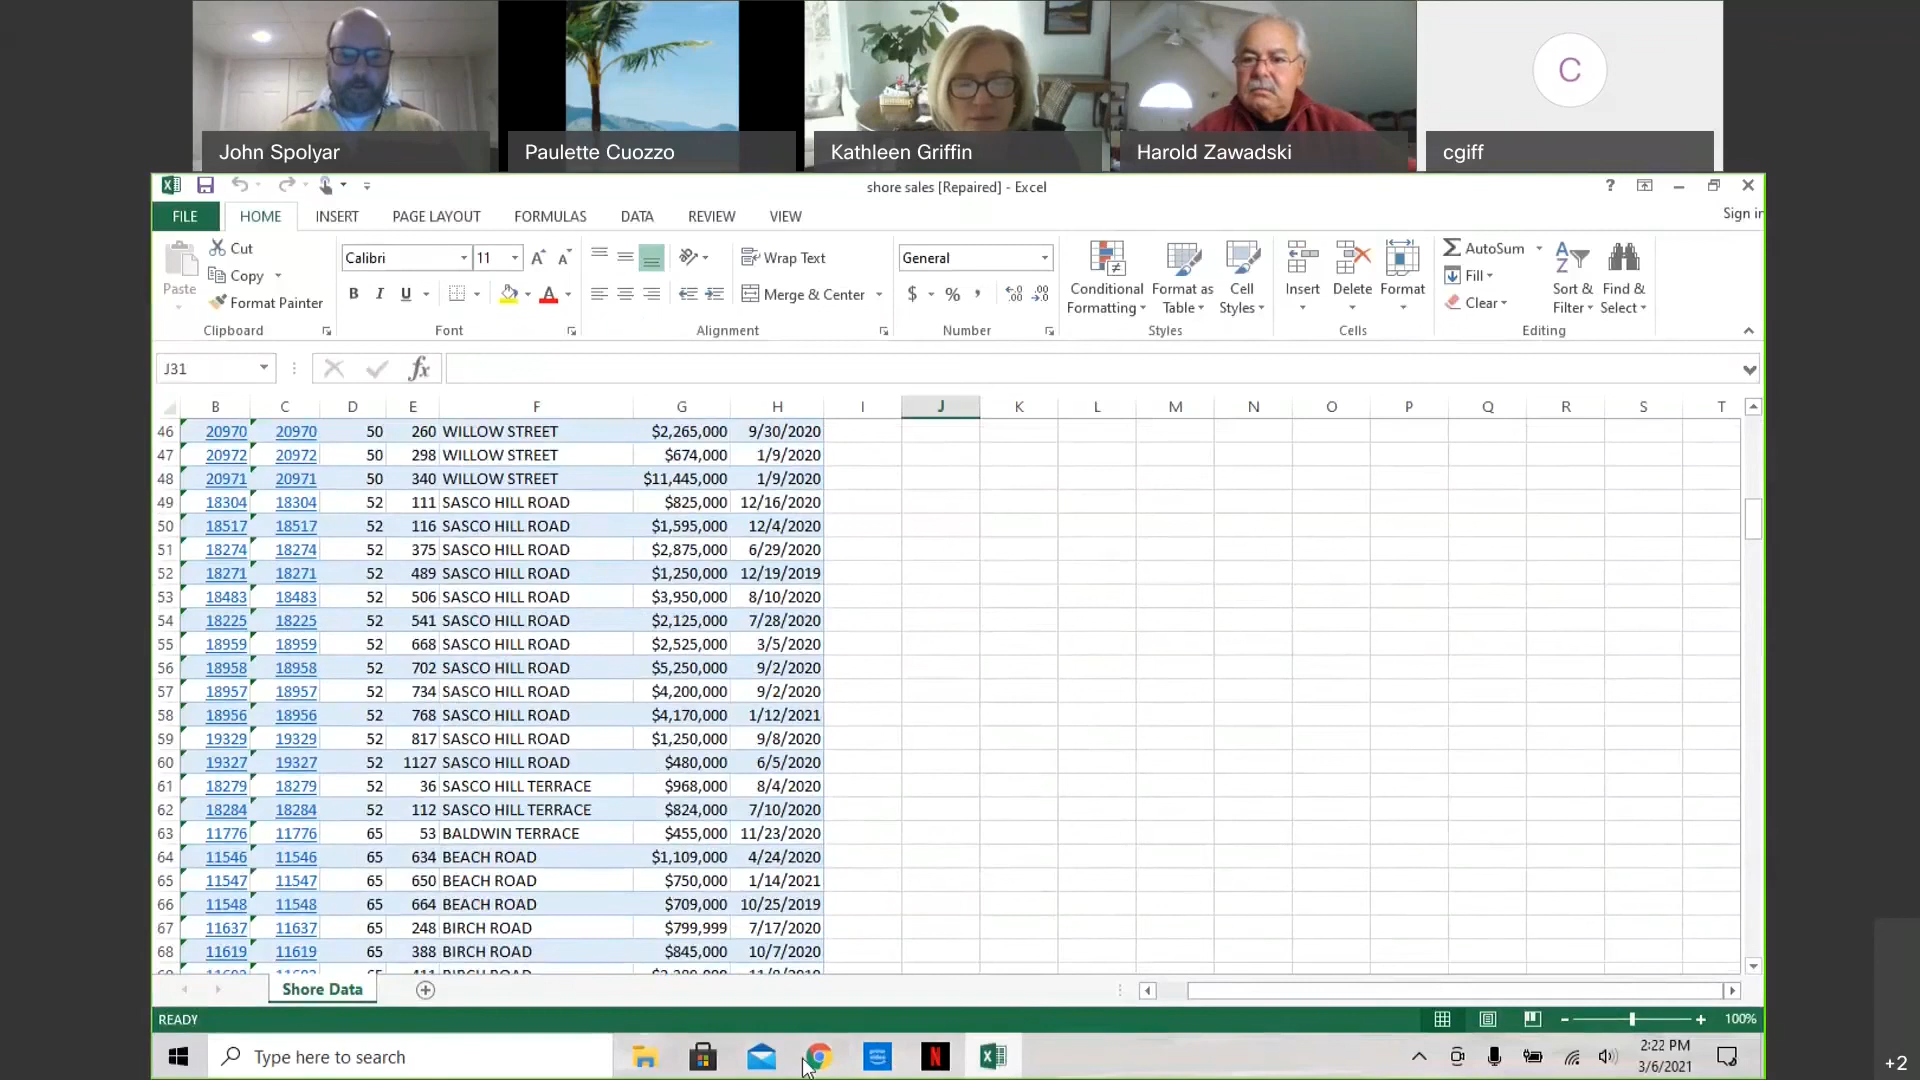 John Spolyar
Paulette Cuozzo
Kathleen Griffin
Harold Zawadski
C
cgiff
shore sales [Repaired] - Excel
Sign in
FILE HOME INSERT PAGE LAYOUT FORMULAS DATA REVIEW VIEW
Paste
Cut
Copy
Format Painter
Clipboard
Calibri 11
B I U
Font
Wrap Text
Merge & Center
Alignment
General
$ % ,
Number
Conditional Formatting
Format as Table
Cell Styles
Styles
Insert Delete Format
Cells
AutoSum
Fill
Clear
Sort & Filter
Find & Select
Editing
J31
fx
B C D E F G H I J K L M N O P Q R S T
46 20970 20970 50 260 WILLOW STREET $2,265,000 9/30/2020
47 20972 20972 50 298 WILLOW STREET $674,000 1/9/2020
48 20971 20971 50 340 WILLOW STREET $11,445,000 1/9/2020
49 18304 18304 52 111 SASCO HILL ROAD $825,000 12/16/2020
50 18517 18517 52 116 SASCO HILL ROAD $1,595,000 12/4/2020
51 18274 18274 52 375 SASCO HILL ROAD $2,875,000 6/29/2020
52 18271 18271 52 489 SASCO HILL ROAD $1,250,000 12/19/2019
53 18483 18483 52 506 SASCO HILL ROAD $3,950,000 8/10/2020
54 18225 18225 52 541 SASCO HILL ROAD $2,125,000 7/28/2020
55 18959 18959 52 668 SASCO HILL ROAD $2,525,000 3/5/2020
56 18958 18958 52 702 SASCO HILL ROAD $5,250,000 9/2/2020
57 18957 18957 52 734 SASCO HILL ROAD $4,200,000 9/2/2020
58 18956 18956 52 768 SASCO HILL ROAD $4,170,000 1/12/2021
59 19329 19329 52 817 SASCO HILL ROAD $1,250,000 9/8/2020
60 19327 19327 52 1127 SASCO HILL ROAD $480,000 6/5/2020
61 18279 18279 52 36 SASCO HILL TERRACE $968,000 8/4/2020
62 18284 18284 52 112 SASCO HILL TERRACE $824,000 7/10/2020
63 11776 11776 65 53 BALDWIN TERRACE $455,000 11/23/2020
64 11546 11546 65 634 BEACH ROAD $1,109,000 4/24/2020
65 11547 11547 65 650 BEACH ROAD $750,000 1/14/2021
66 11548 11548 65 664 BEACH ROAD $709,000 10/25/2019
67 11637 11637 65 248 BIRCH ROAD $799,999 7/17/2020
68 11619 11619 65 388 BIRCH ROAD $845,000 10/7/2020
BIRCH ROAD
Shore Data
READY
100%
Type here to search
prime video
N
2:22 PM
3/6/2021
+2